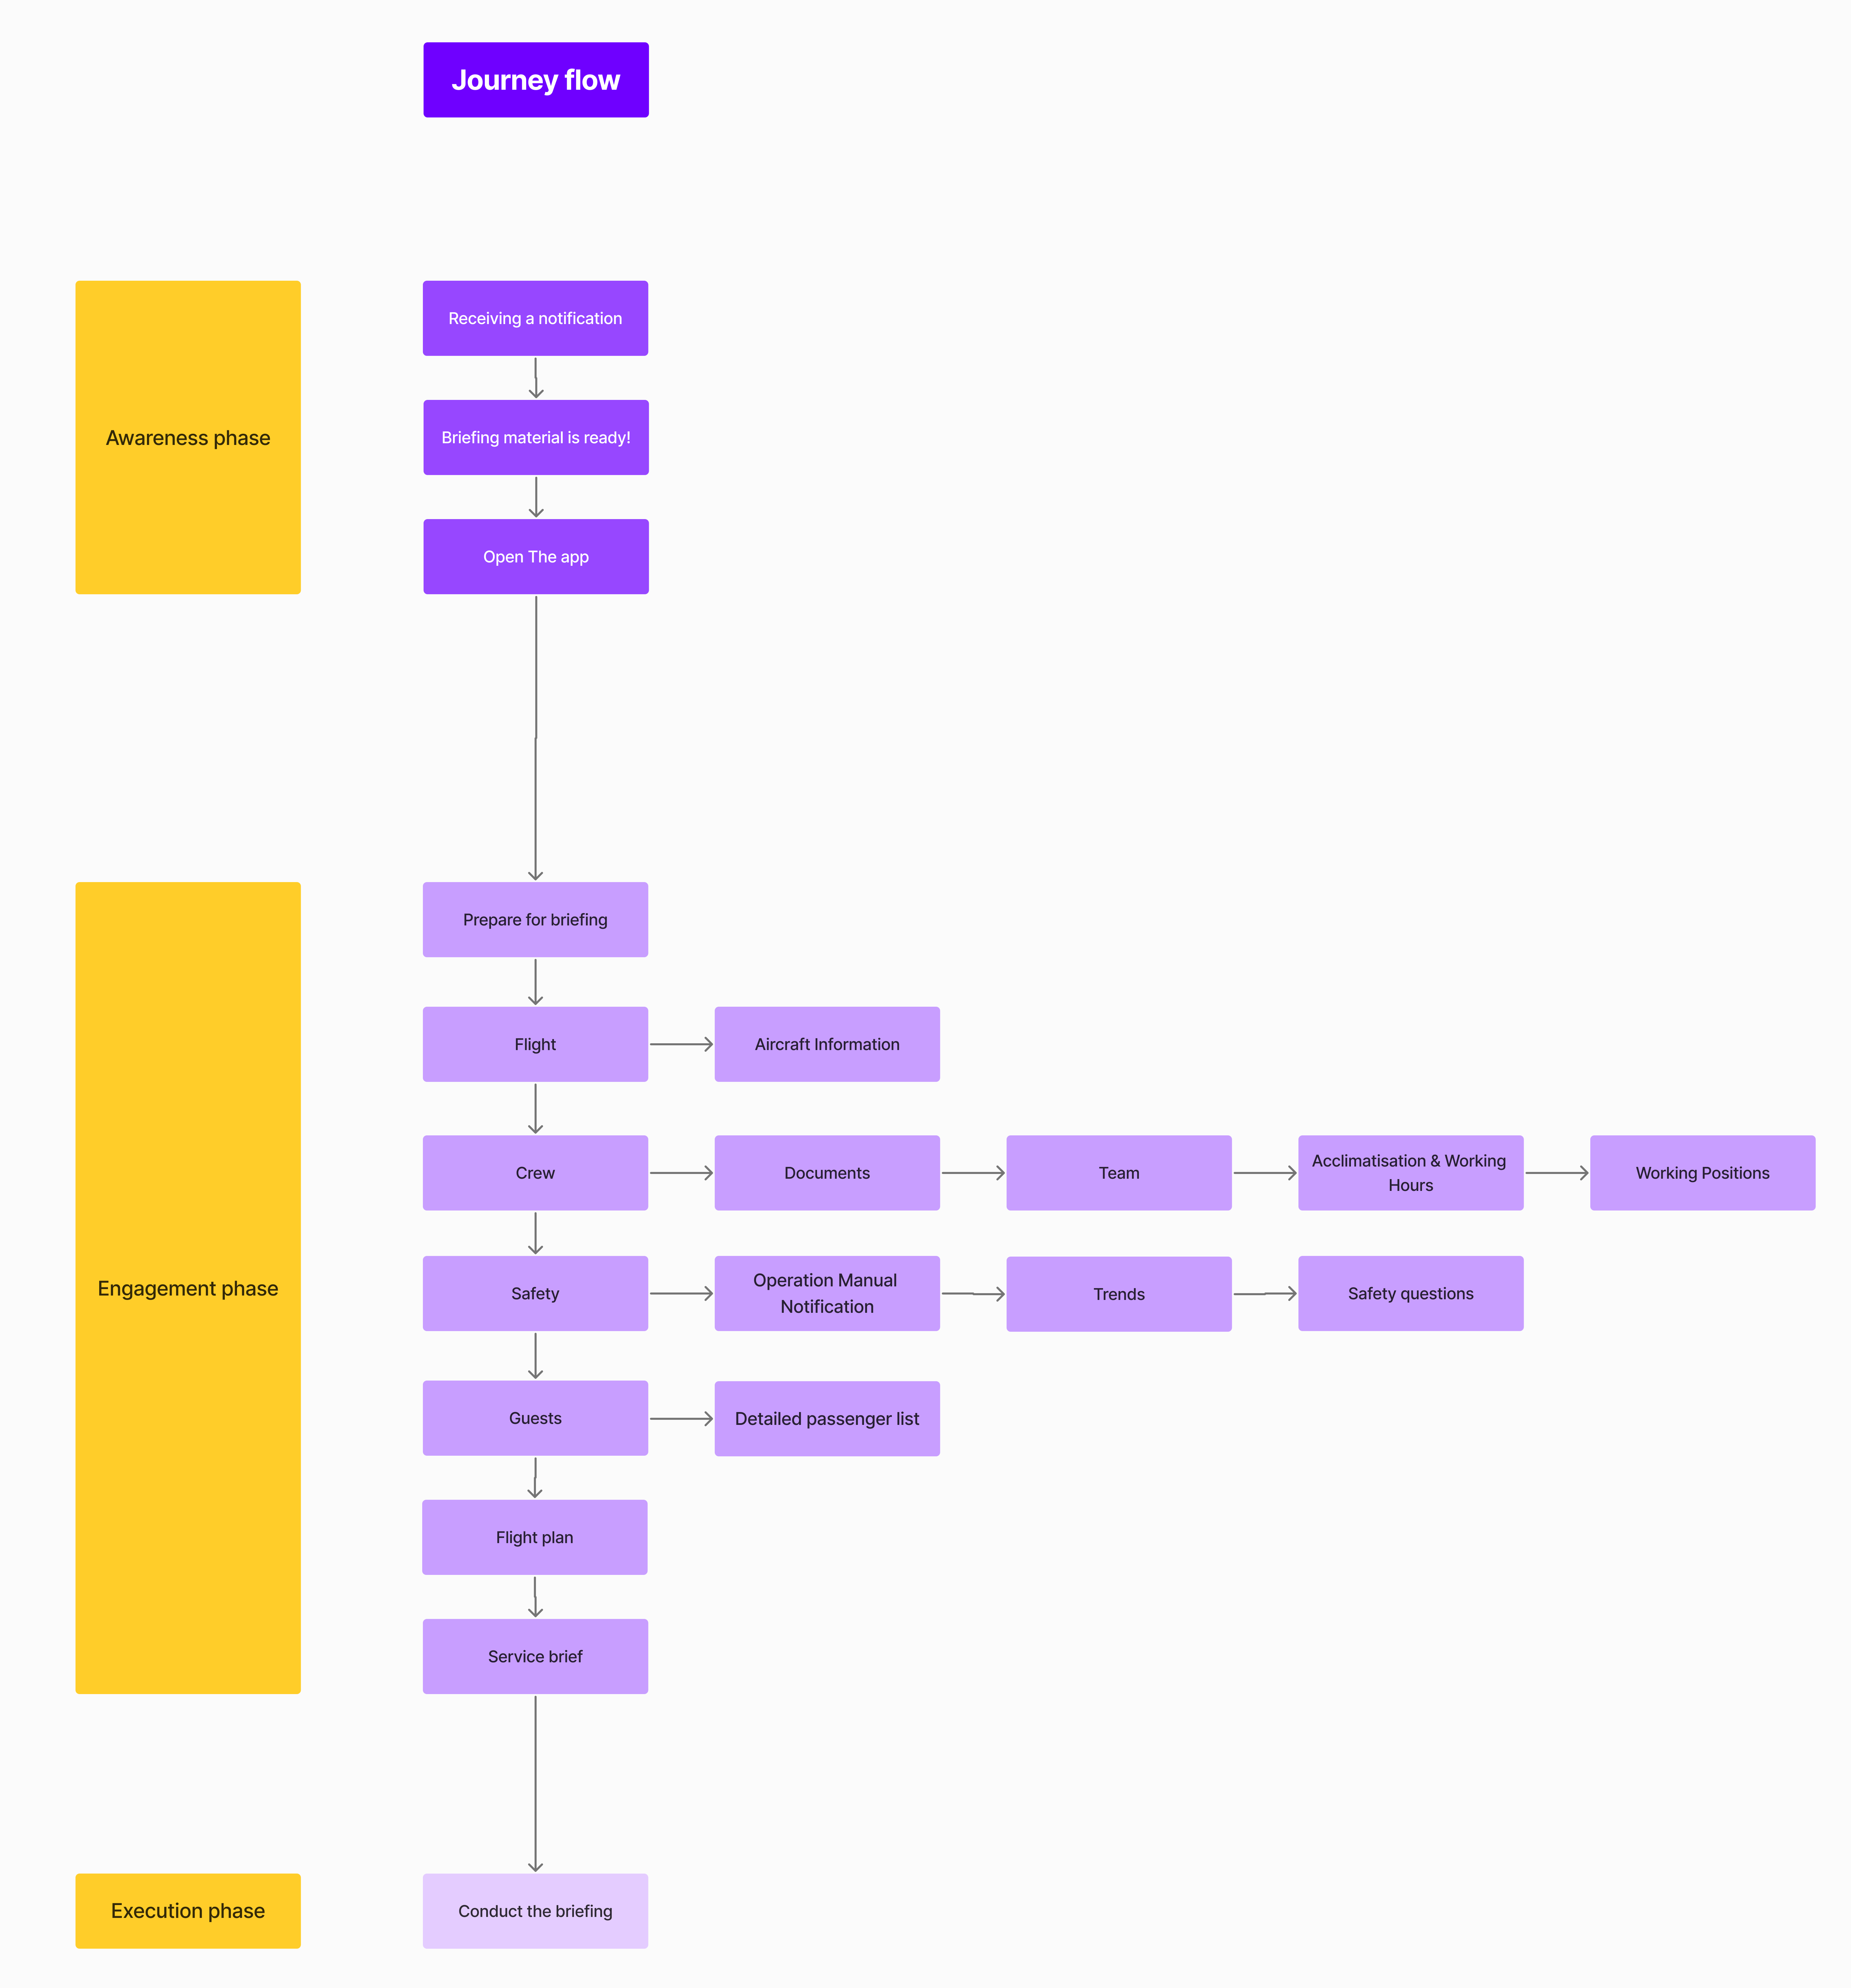 Journey flow
Awareness phase
Receiving a notification
Briefing material is ready!
Open The app
Engagement phase
Prepare for briefing
Flight
Aircraft Information
Crew
Documents
Team
Acclimatisation & Working
Hours
Working Positions
Safety
Operation Manual
Notification
Trends
Safety questions
Guests
Detailed passenger list
Flight plan
Service brief
Execution phase
Conduct the briefing